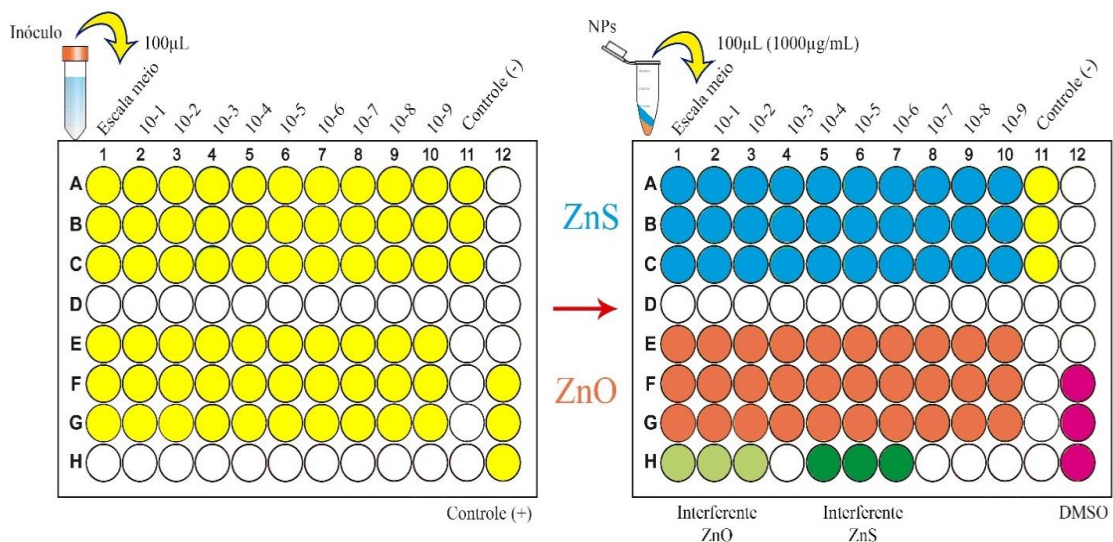 Inóculo
100µL
Escala meio 10-1 10-2 10-3 10-4 10-5 10-6 10-7 10-8 10-9 Controle (-)
1 2 3 4 5 6 7 8 9 10 11 12
A
B
C
D
E
F
G
H
Controle (+)
ZnS
ZnO
NPs
100µL (1000µg/mL)
Escala meio 10-1 10-2 10-3 10-4 10-5 10-6 10-7 10-8 10-9 Controle (-)
1 2 3 4 5 6 7 8 9 10 11 12
A
B
C
D
E
F
G
H
Interferente
ZnO
Interferente
ZnS
DMSO